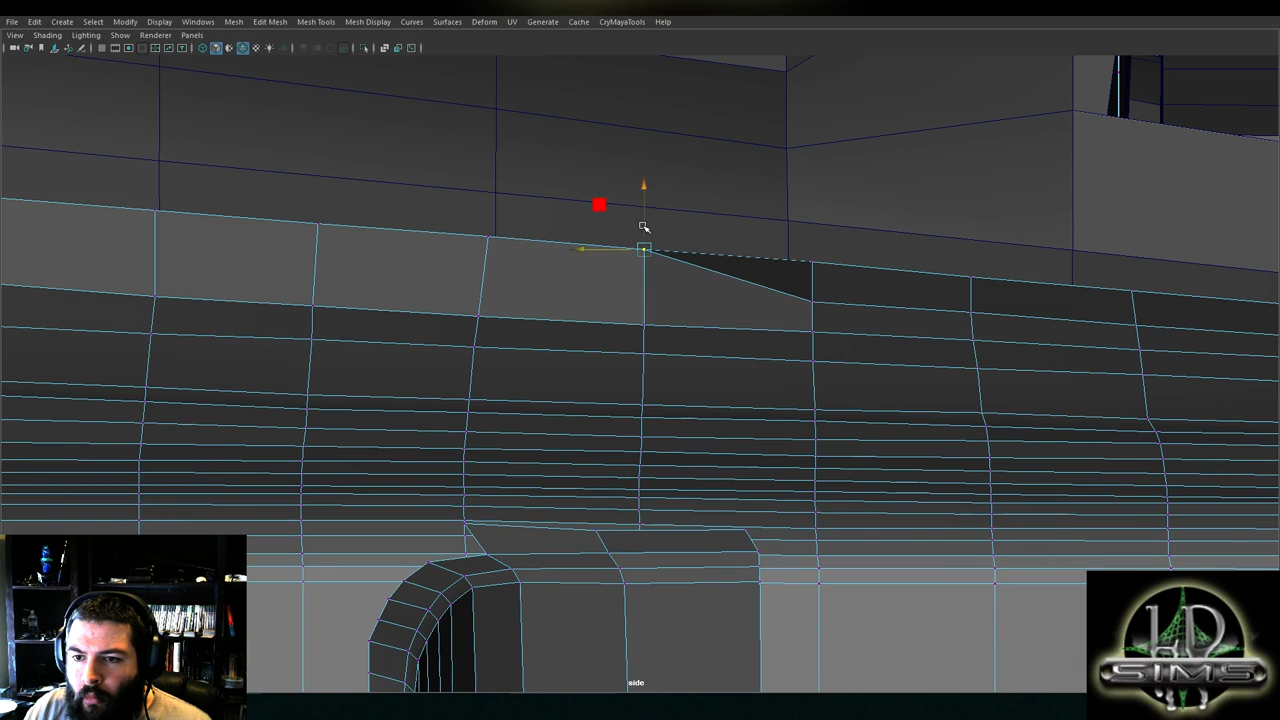 File Edit Create Select Modify Display Windows Mesh Edit Mesh Mesh Tools Mesh Display Curves Surfaces Deform UV Generate Cache CryMayaTools Help
View Shading Lighting Show Renderer Panels
side
SIMS